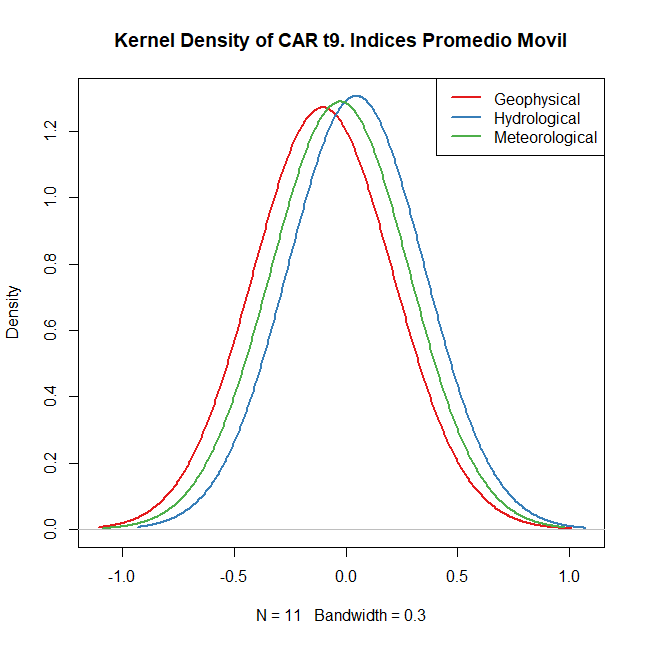 Kernel Density of CAR t9. Indices Promedio Movil
Geophysical
Hydrological
Meteorological
Density
1.2
1.0
0.8
0.6
0.4
0.2
0.0
-1.0 -0.5 0.0 0.5 1.0
N = 11 Bandwidth = 0.3